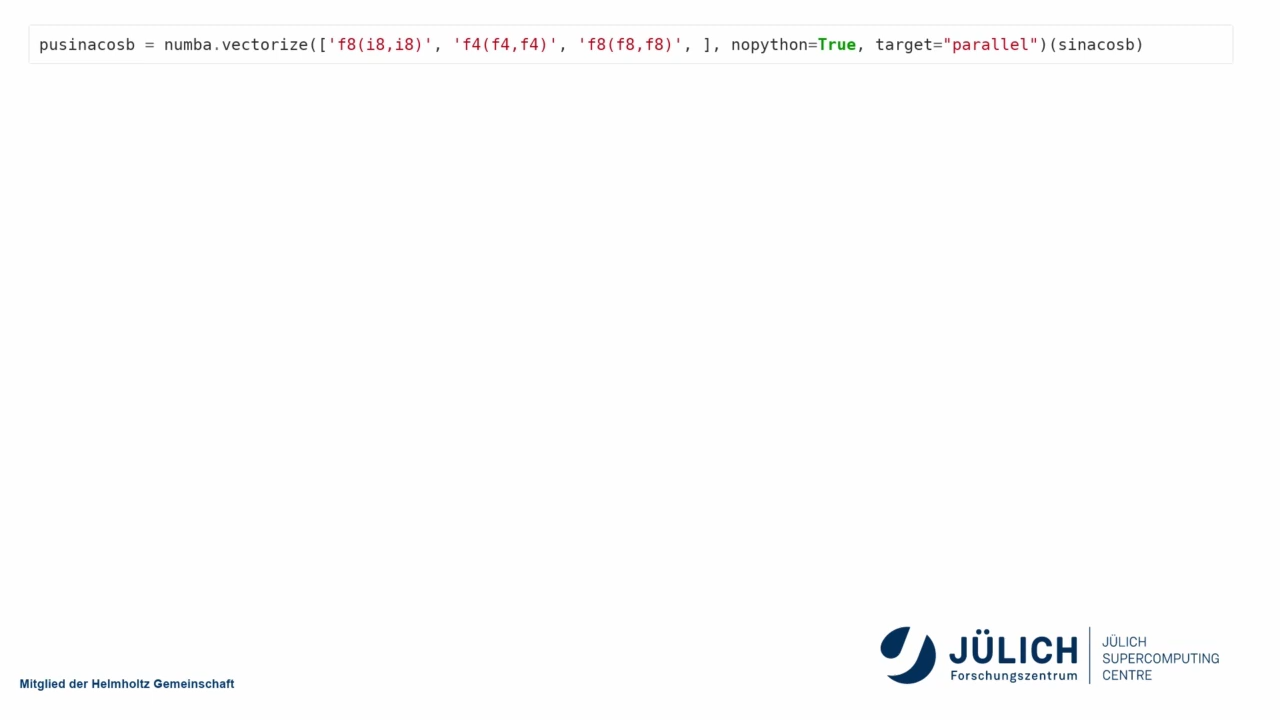 pusinacosb = numba.vectorize(['f8(i8,i8)', 'f4(f4,f4)', 'f8(f8,f8)', ], nopython=True, target="parallel")(sinacosb)
JÜLICH
Forschungszentrum
JÜLICH
SUPERCOMPUTING
CENTRE
Mitglied der Helmholtz Gemeinschaft